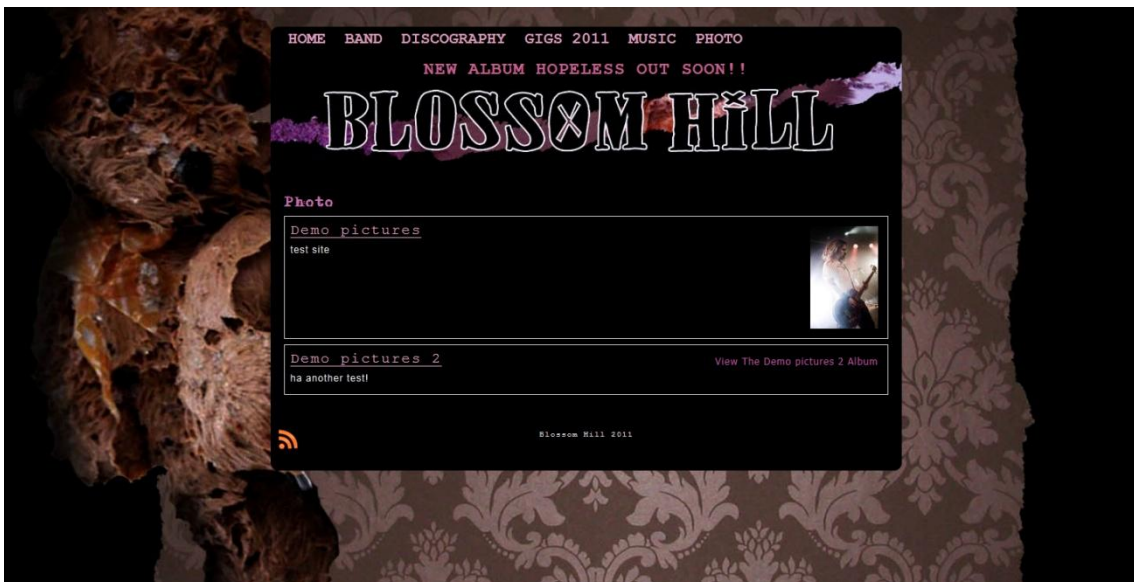 HOME BAND DISCOGRAPHY GIGS 2011 MUSIC PHOTO
NEW ALBUM HOPELESS OUT SOON!!
BLOSSOM HiLL
Photo
Demo pictures
test site
Demo pictures 2
View The Demo pictures 2 Album
ha another test!
Blossom Hill 2011